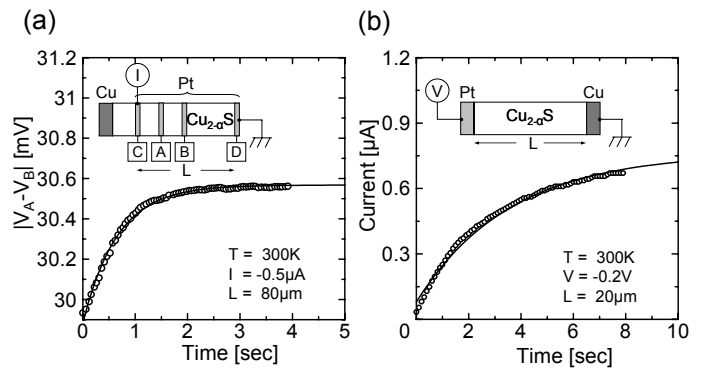 (a)
31.2
31
30.8
30.6
30.4
30.2
30
|V_A-V_B| [mV]
I
Pt
Cu
Cu_{2-α}S
C A B D
L
T = 300K
I = -0.5μA
L = 80μm
0 1 2 3 4 5
Time [sec]
(b)
1.2
0.9
0.6
0.3
0
Current [μA]
V
Pt
Cu
Cu_{2-α}S
L
T = 300K
V = -0.2V
L = 20μm
0 2 4 6 8 10
Time [sec]